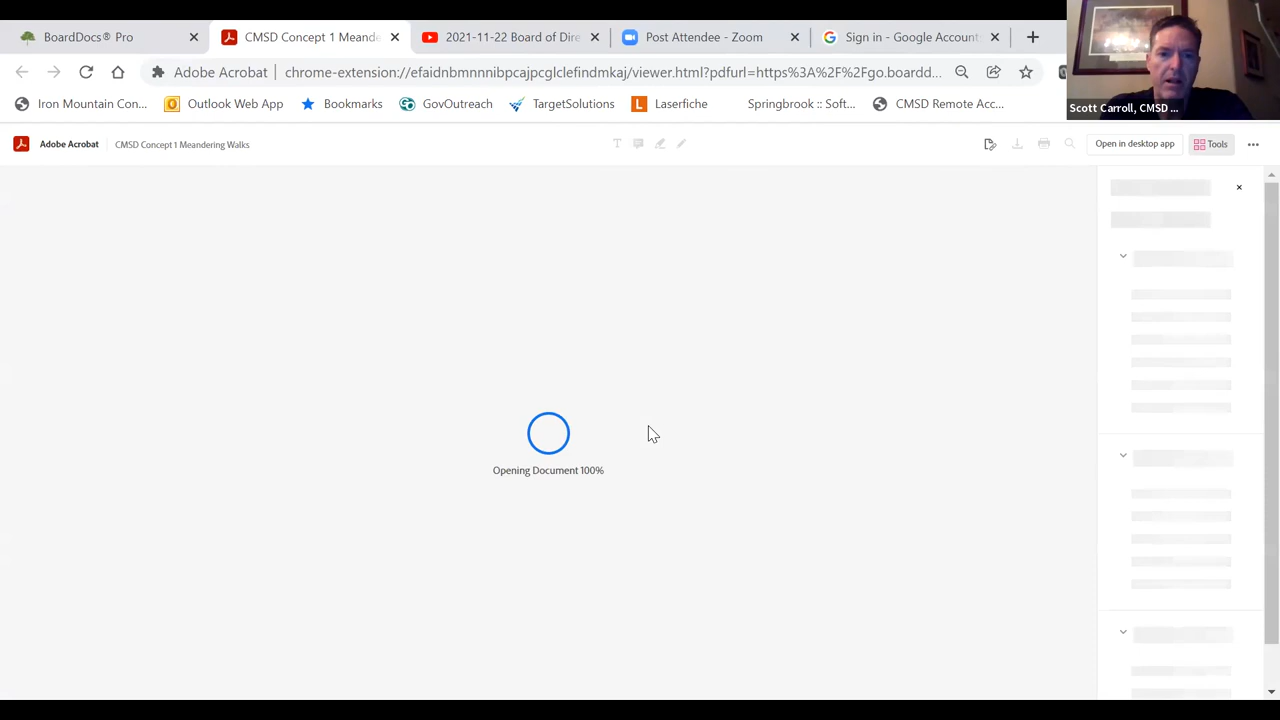 BoardDocs® Pro
CMSD Concept 1 Meande
2021-11-22 Board of Dire
Post Attendee - Zoom
Sign in - Google Account
Adobe Acrobat
chrome-extension://efaidnbmnnnibpcajpcglclefindmkaj/viewer.html?pdfurl=https%3A%2F%2Fgo.boardd...
Iron Mountain Con...
Outlook Web App
Bookmarks
GovOutreach
TargetSolutions
Laserfiche
Springbrook :: Soft...
CMSD Remote Acc...
Scott Carroll, CMSD ...
Adobe Acrobat
CMSD Concept 1 Meandering Walks
Open in desktop app
Tools
Opening Document 100%